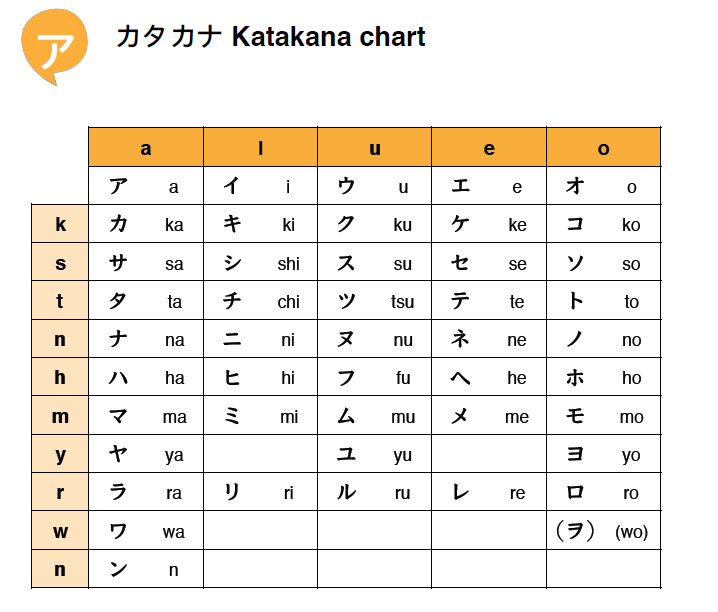 ア
カタカナ Katakana chart
a I u e o
ア a イ i ウ u エ e オ o
k カ ka キ ki ク ku ケ ke コ ko
s サ sa シ shi ス su セ se ソ so
t タ ta チ chi ツ tsu テ te ト to
n ナ na ニ ni ヌ nu ネ ne ノ no
h ハ ha ヒ hi フ fu ヘ he ホ ho
m マ ma ミ mi ム mu メ me モ mo
y ヤ ya ユ yu ヨ yo
r ラ ra リ ri ル ru レ re ロ ro
w ワ wa （ヲ） (wo)
n ン n